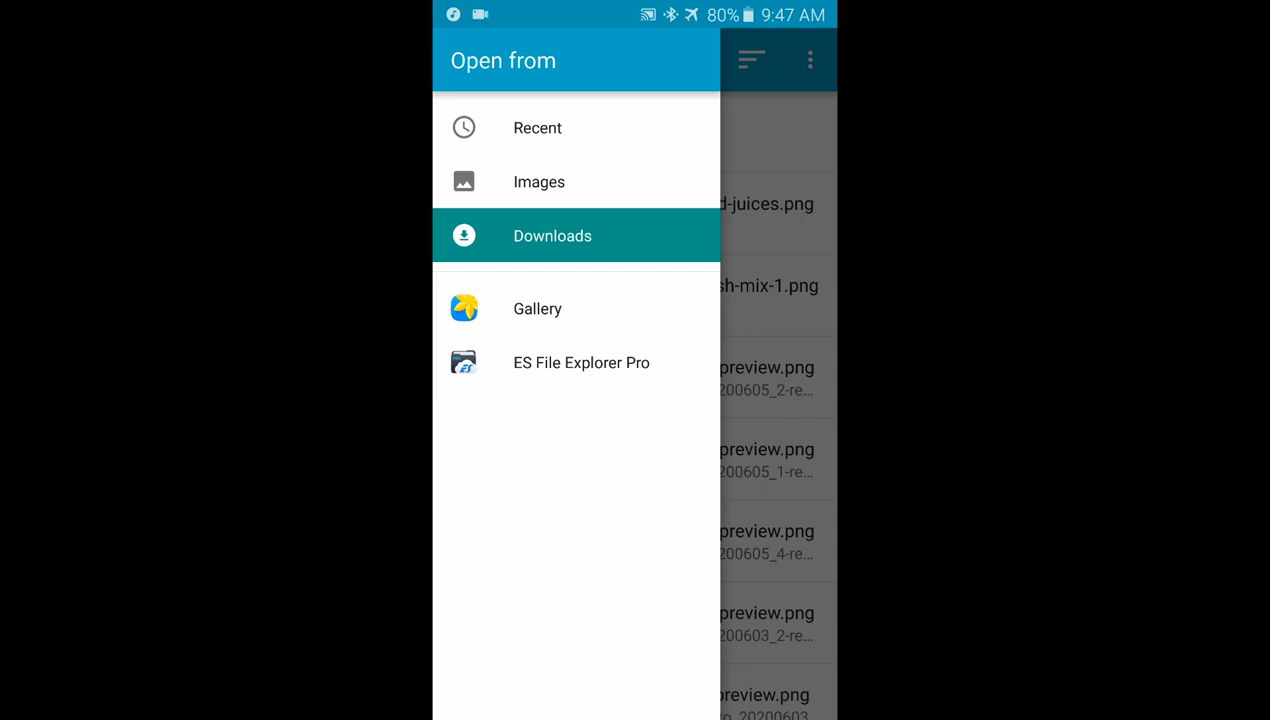 80% 9:47 AM
Open from
Recent
Images
d-juices.png
Downloads
sh-mix-1.png
Gallery
ES File Explorer Pro
preview.png
200605_2-re...
preview.png
200605_1-re...
preview.png
200605_4-re...
preview.png
200603_2-re...
preview.png
20200603